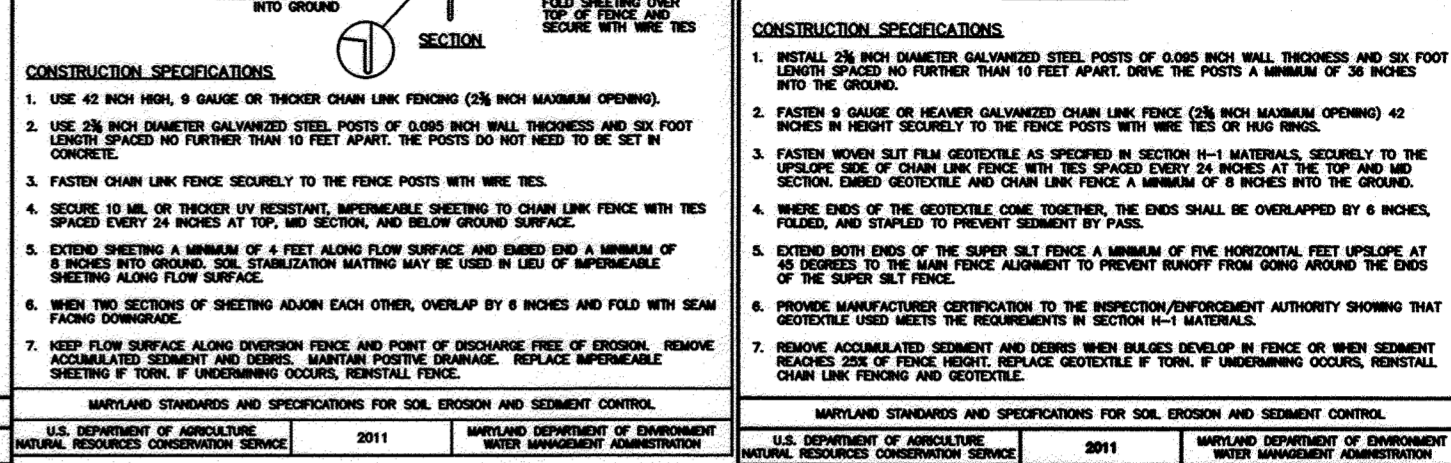 INTO GROUND
FOLD SHEETING OVER
TOP OF FENCE AND
SECURE WITH WIRE TIES
SECTION
CONSTRUCTION SPECIFICATIONS
1. USE 42 INCH HIGH, 9 GAUGE OR THICKER CHAIN LINK FENCING (2⅜ INCH MAXIMUM OPENING).
2. USE 2⅜ INCH DIAMETER GALVANIZED STEEL POSTS OF 0.095 INCH WALL THICKNESS AND SIX FOOT
LENGTH SPACED NO FURTHER THAN 10 FEET APART. THE POSTS DO NOT NEED TO BE SET IN
CONCRETE.
3. FASTEN CHAIN LINK FENCE SECURELY TO THE FENCE POSTS WITH WIRE TIES.
4. SECURE 10 MIL OR THICKER UV RESISTANT, IMPERMEABLE SHEETING TO CHAIN LINK FENCE WITH TIES
SPACED EVERY 24 INCHES AT TOP, MID SECTION, AND BELOW GROUND SURFACE.
5. EXTEND SHEETING A MINIMUM OF 4 FEET ALONG FLOW SURFACE AND EMBED END A MINIMUM OF
8 INCHES INTO GROUND. SOIL STABILIZATION MATTING MAY BE USED IN LIEU OF IMPERMEABLE
SHEETING ALONG FLOW SURFACE.
6. WHEN TWO SECTIONS OF SHEETING ADJOIN EACH OTHER, OVERLAP BY 6 INCHES AND FOLD WITH SEAM
FACING DOWNGRADE.
7. KEEP FLOW SURFACE ALONG DIVERSION FENCE AND POINT OF DISCHARGE FREE OF EROSION. REMOVE
ACCUMULATED SEDIMENT AND DEBRIS. MAINTAIN POSITIVE DRAINAGE. REPLACE IMPERMEABLE
SHEETING IF TORN. IF UNDERMINING OCCURS, REINSTALL FENCE.
MARYLAND STANDARDS AND SPECIFICATIONS FOR SOIL EROSION AND SEDIMENT CONTROL
U.S. DEPARTMENT OF AGRICULTURE
NATURAL RESOURCES CONSERVATION SERVICE
2011
MARYLAND DEPARTMENT OF ENVIRONMENT
WATER MANAGEMENT ADMINISTRATION
CONSTRUCTION SPECIFICATIONS
1. INSTALL 2⅜ INCH DIAMETER GALVANIZED STEEL POSTS OF 0.095 INCH WALL THICKNESS AND SIX FOOT
LENGTH SPACED NO FURTHER THAN 10 FEET APART. DRIVE THE POSTS A MINIMUM OF 36 INCHES
INTO THE GROUND.
2. FASTEN 9 GAUGE OR HEAVIER GALVANIZED CHAIN LINK FENCE (2⅜ INCH MAXIMUM OPENING) 42
INCHES IN HEIGHT SECURELY TO THE FENCE POSTS WITH WIRE TIES OR HUG RINGS.
3. FASTEN WOVEN SLIT FILM GEOTEXTILE AS SPECIFIED IN SECTION H-1 MATERIALS, SECURELY TO THE
UPSLOPE SIDE OF CHAIN LINK FENCE WITH TIES SPACED EVERY 24 INCHES AT THE TOP AND MID
SECTION. EMBED GEOTEXTILE AND CHAIN LINK FENCE A MINIMUM OF 8 INCHES INTO THE GROUND.
4. WHERE ENDS OF THE GEOTEXTILE COME TOGETHER, THE ENDS SHALL BE OVERLAPPED BY 6 INCHES,
FOLDED, AND STAPLED TO PREVENT SEDIMENT BY PASS.
5. EXTEND BOTH ENDS OF THE SUPER SILT FENCE A MINIMUM OF FIVE HORIZONTAL FEET UPSLOPE AT
45 DEGREES TO THE MAIN FENCE ALIGNMENT TO PREVENT RUNOFF FROM GOING AROUND THE ENDS
OF THE SUPER SILT FENCE.
6. PROVIDE MANUFACTURER CERTIFICATION TO THE INSPECTION/ENFORCEMENT AUTHORITY SHOWING THAT
GEOTEXTILE USED MEETS THE REQUIREMENTS IN SECTION H-1 MATERIALS.
7. REMOVE ACCUMULATED SEDIMENT AND DEBRIS WHEN BULGES DEVELOP IN FENCE OR WHEN SEDIMENT
REACHES 25% OF FENCE HEIGHT. REPLACE GEOTEXTILE IF TORN. IF UNDERMINING OCCURS, REINSTALL
CHAIN LINK FENCING AND GEOTEXTILE.
MARYLAND STANDARDS AND SPECIFICATIONS FOR SOIL EROSION AND SEDIMENT CONTROL
U.S. DEPARTMENT OF AGRICULTURE
NATURAL RESOURCES CONSERVATION SERVICE
2011
MARYLAND DEPARTMENT OF ENVIRONMENT
WATER MANAGEMENT ADMINISTRATION